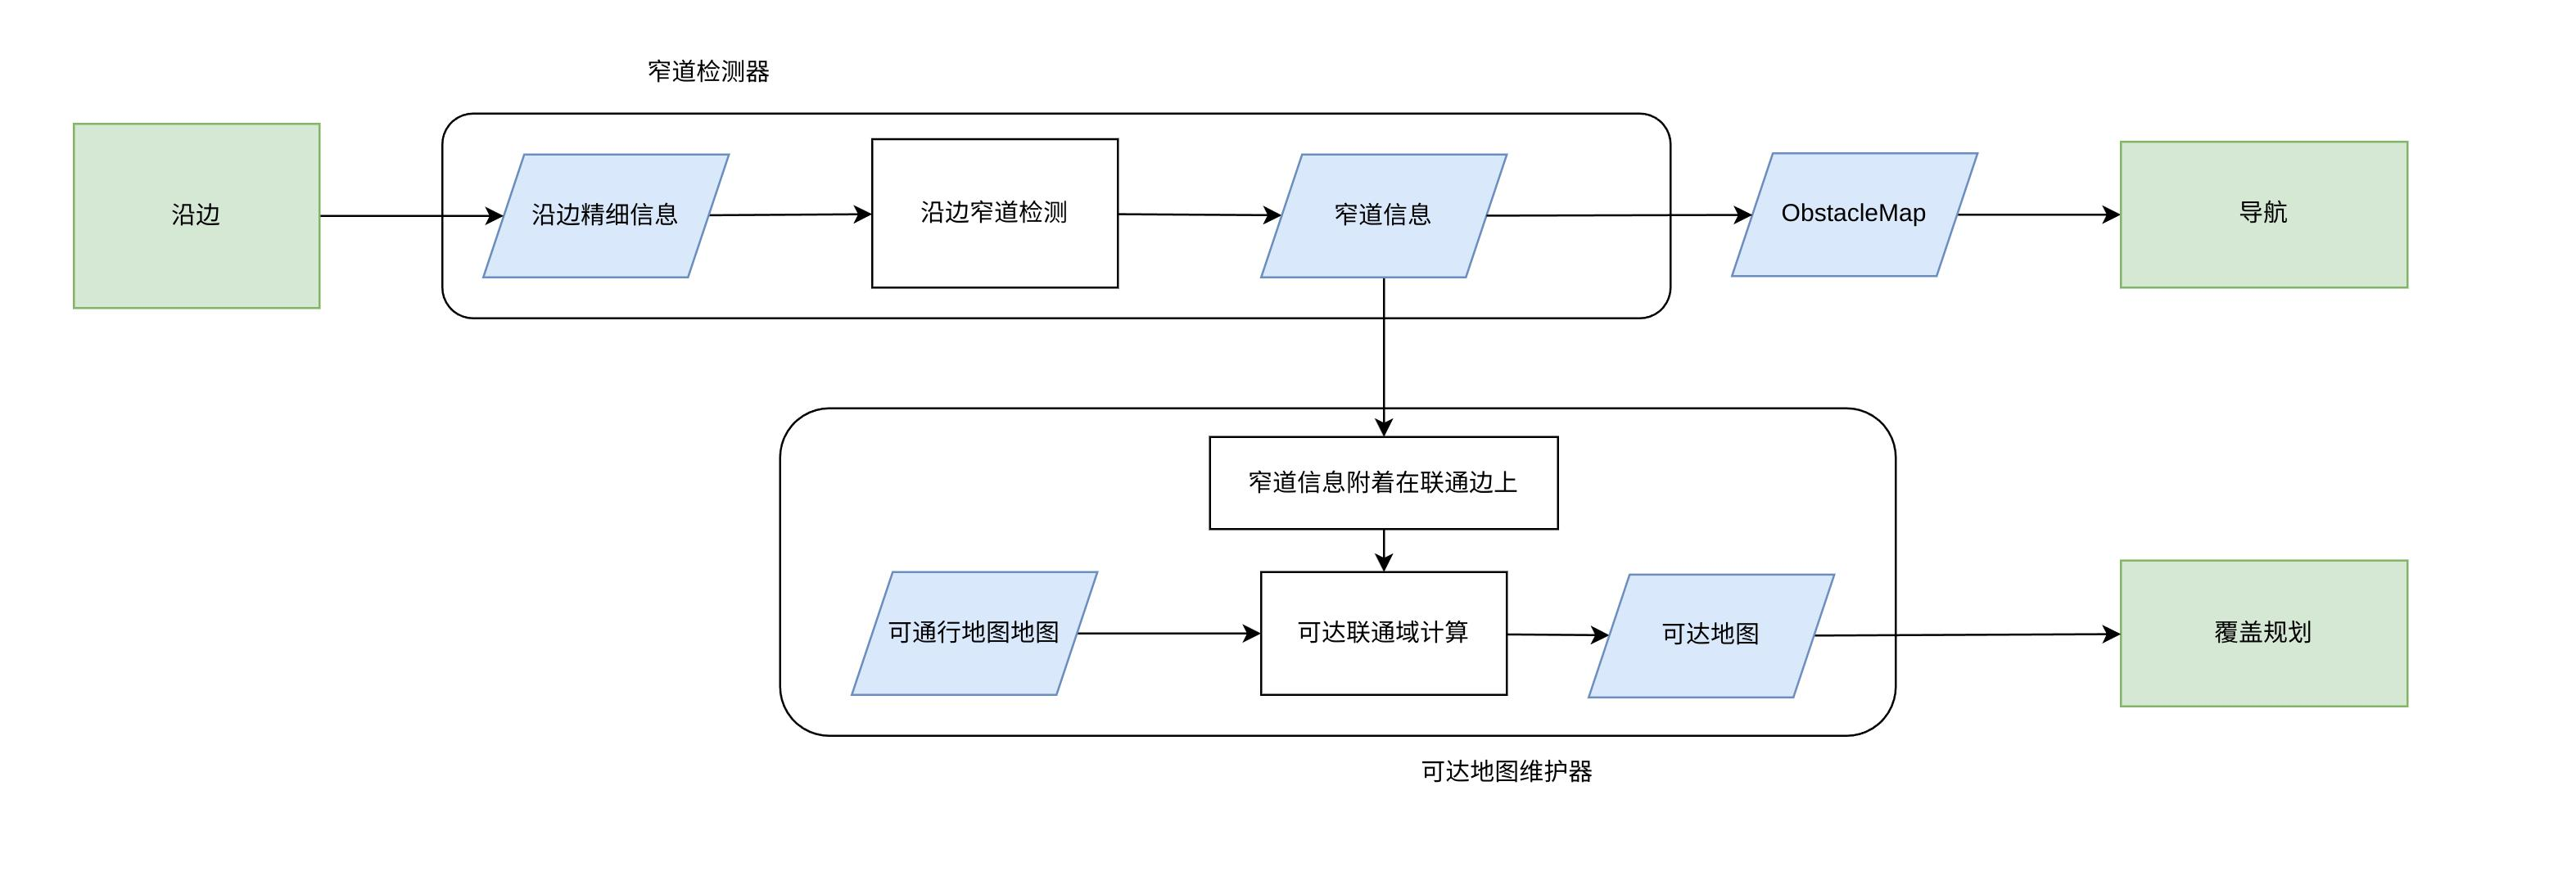 窄道检测器
沿边
沿边精细信息
沿边窄道检测
窄道信息
ObstacleMap
导航
窄道信息附着在联通边上
可通行地图地图
可达联通域计算
可达地图
覆盖规划
可达地图维护器